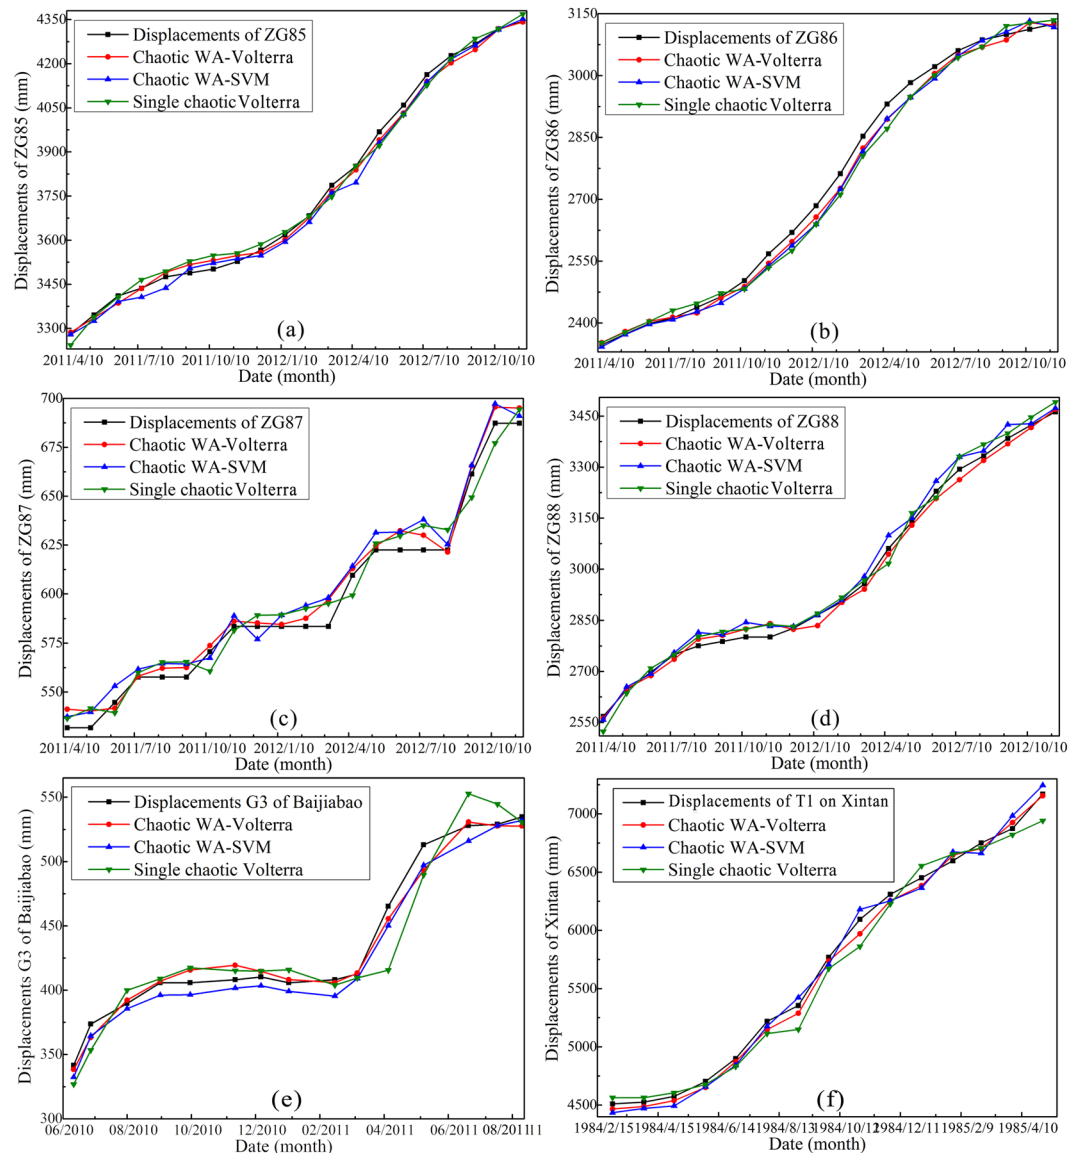 Displacements of ZG85
Chaotic WA-Volterra
Chaotic WA-SVM
Single chaotic Volterra
4350
4200
4050
3900
3750
3600
3450
3300
Displacements of ZG85 (mm)
(a)
2011/4/10 2011/7/10 2011/10/10 2012/1/10 2012/4/10 2012/7/10 2012/10/10
Date (month)
Displacements of ZG86
Chaotic WA-Volterra
Chaotic WA-SVM
Single chaotic Volterra
3150
3000
2850
2700
2550
2400
Displacements of ZG86 (mm)
(b)
2011/4/10 2011/7/10 2011/10/10 2012/1/10 2012/4/10 2012/7/10 2012/10/10
Date (month)
Displacements of ZG87
Chaotic WA-Volterra
Chaotic WA-SVM
Single chaotic Volterra
700
675
650
625
600
575
550
Displacements of ZG87 (mm)
(c)
2011/4/10 2011/7/10 2011/10/10 2012/1/10 2012/4/10 2012/7/10 2012/10/10
Date (month)
Displacements of ZG88
Chaotic WA-Volterra
Chaotic WA-SVM
Single chaotic Volterra
3450
3300
3150
3000
2850
2700
2550
Displacements of ZG88 (mm)
(d)
2011/4/10 2011/7/10 2011/10/10 2012/1/10 2012/4/10 2012/7/10 2012/10/10
Date (month)
Displacements G3 of Baijiabao
Chaotic WA-Volterra
Chaotic WA-SVM
Single chaotic Volterra
550
500
450
400
350
300
Displacements G3 of Baijiabao (mm)
(e)
06/2010 08/2010 10/2010 12/2010 02/2011 04/2011 06/2011 08/2011
Date (month)
Displacements of T1 on Xintan
Chaotic WA-Volterra
Chaotic WA-SVM
Single chaotic Volterra
7000
6500
6000
5500
5000
4500
Displacements of Xintan (mm)
(f)
1984/2/15 1984/4/15 1984/6/14 1984/8/13 1984/10/12 1984/12/11 1985/2/9 1985/4/10
Date (month)